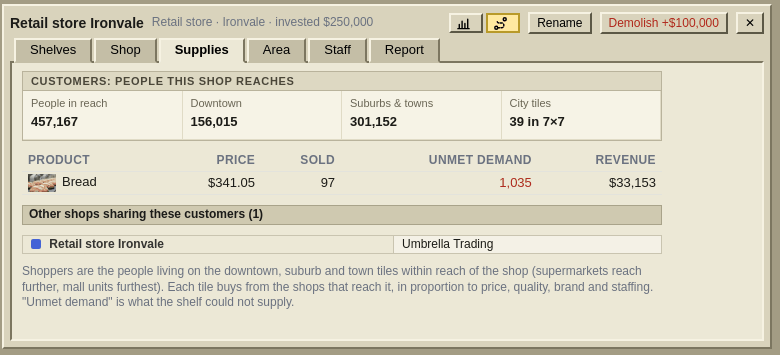 Retail store Ironvale Retail store · Ironvale · invested $250,000 Rename Demolish +$100,000 ✕
Shelves Shop Supplies Area Staff Report
CUSTOMERS: PEOPLE THIS SHOP REACHES
People in reach Downtown Suburbs & towns City tiles
457,167 156,015 301,152 39 in 7×7
PRODUCT PRICE SOLD UNMET DEMAND REVENUE
Bread $341.05 97 1,035 $33,153
Other shops sharing these customers (1)
Retail store Ironvale Umbrella Trading
Shoppers are the people living on the downtown, suburb and town tiles within reach of the shop (supermarkets reach
further, mall units furthest). Each tile buys from the shops that reach it, in proportion to price, quality, brand and staffing.
"Unmet demand" is what the shelf could not supply.